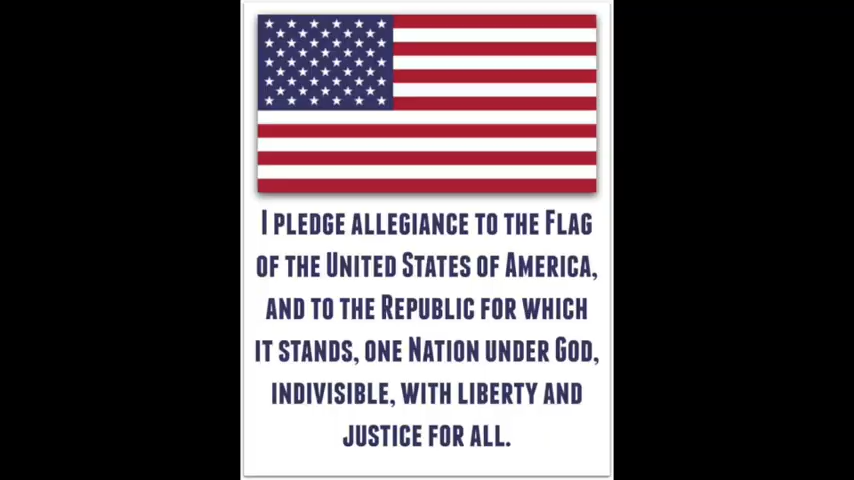 I pledge allegiance to the Flag
of the United States of America,
and to the Republic for which
it stands, one Nation under God,
indivisible, with liberty and
justice for all.